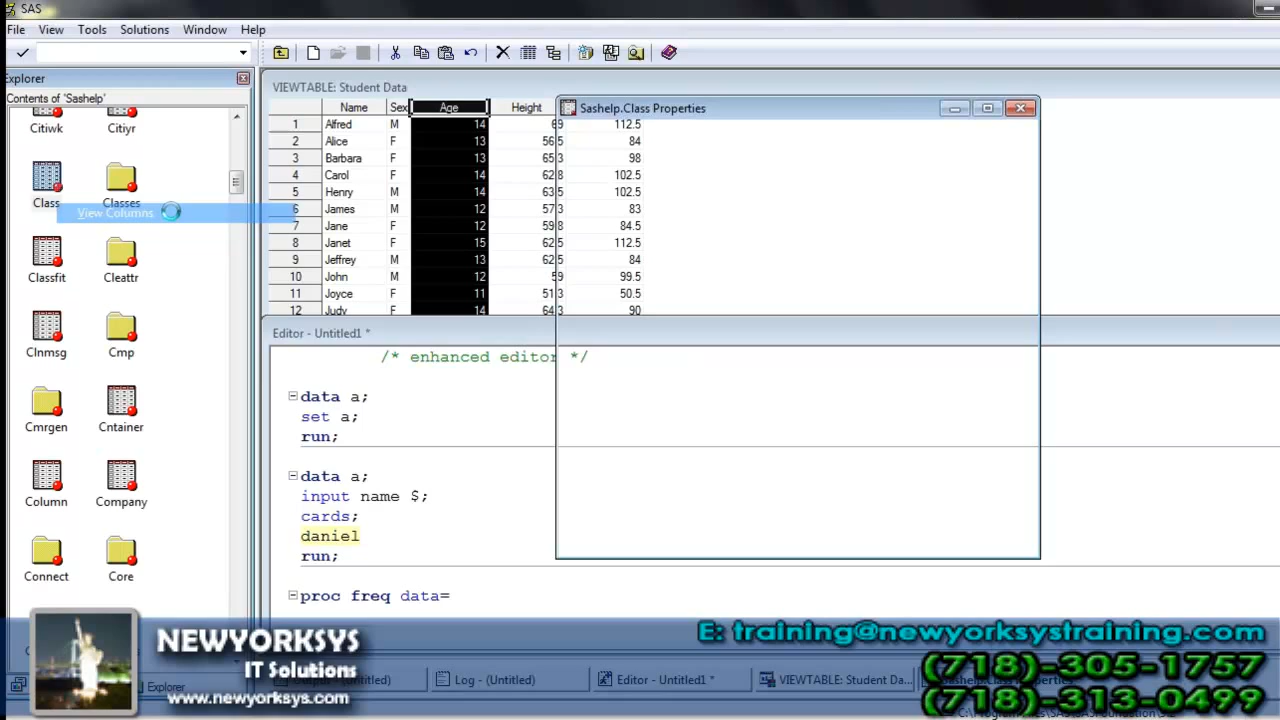 SAS
File View Tools Solutions Window Help
Explorer
Contents of 'Sashelp'
Citiwk Citiyr
Class Classes
View Columns
Classfit Cleattr
Clnmsg Cmp
Cmrgen Cntainer
Column Company
Connect Core
VIEWTABLE: Student Data
Name Sex Age Height
Sashelp.Class Properties
1 Alfred M 14 69 112.5
2 Alice F 13 56 5 84
3 Barbara F 13 65 3 98
4 Carol F 14 62 8 102.5
5 Henry M 14 63 5 102.5
6 James M 12 57 3 83
7 Jane F 12 59 8 84.5
8 Janet F 15 62 5 112.5
9 Jeffrey M 13 62 5 84
10 John M 12 59 99.5
11 Joyce F 11 51 3 50.5
12 Judy F 14 64 3 90
Editor - Untitled1 *
/* enhanced editor */
data a;
set a;
run;
data a;
input name $;
cards;
daniel
run;
proc freq data=
NEWYORKSYS
IT Solutions
www.newyorksys.com
E: training@newyorksystraining.com
(718)-305-1757
(718)-313-0499
Explorer
Log - (Untitled)
Editor - Untitled1 *
VIEWTABLE: Student Da...